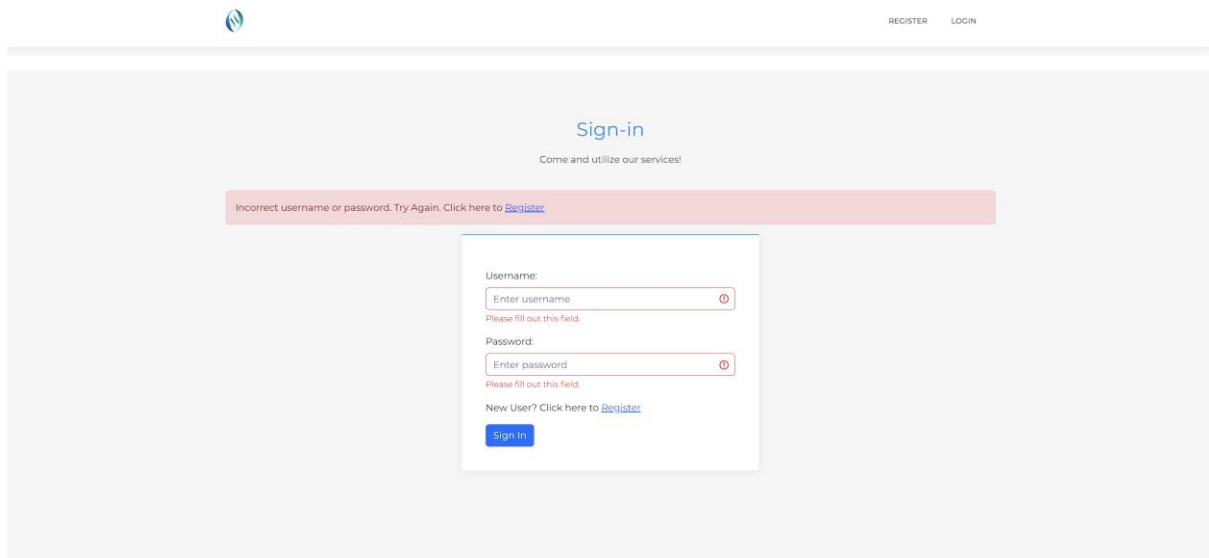 REGISTER LOGIN
Sign-in
Come and utilize our services!
Incorrect username or password. Try Again. Click here to Register
Username:
Enter username
Please fill out this field.
Password:
Enter password
Please fill out this field.
New User? Click here to Register
Sign In